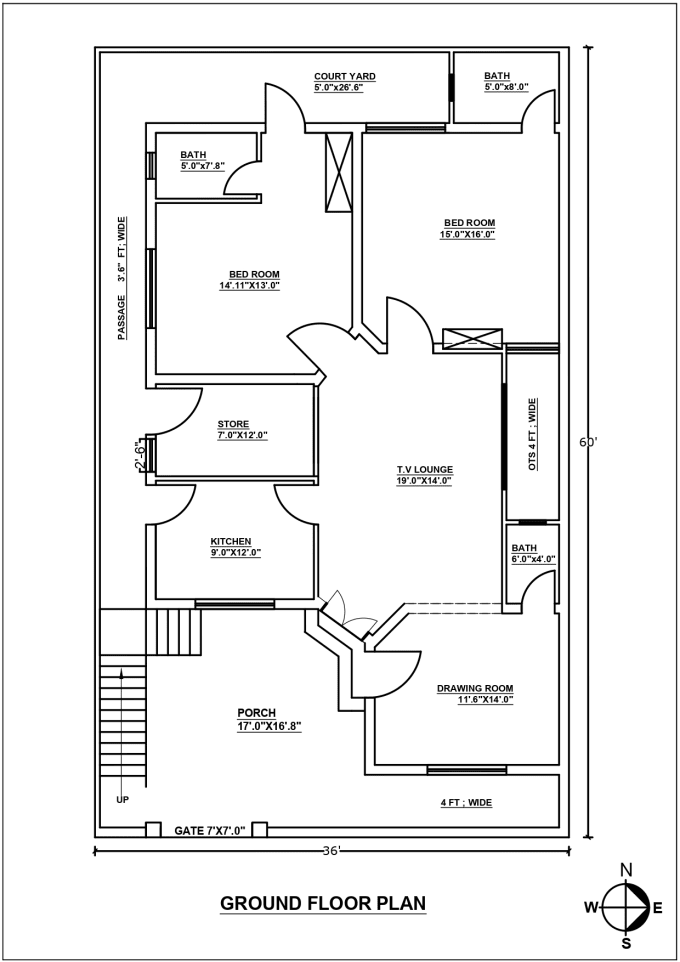 COURT YARD
5'.0"x26'.6"
BATH
5'.0"x8'.0"
BATH
5'.0"x7'.8"
PASSAGE 3'.6" FT; WIDE
BED ROOM
15'.0"X16'.0"
BED ROOM
14'.11"X13'.0"
STORE
7'.0"X12'.0"
2'-6"
OTS 4 FT ; WIDE
60'
T.V LOUNGE
19'.0"X14'.0"
KITCHEN
9'.0"X12'.0"
BATH
6'.0"x4'.0"
DRAWING ROOM
11'.6"X14'.0"
PORCH
17'.0"X16'.8"
UP
4 FT ; WIDE
GATE 7'X7'.0"
36'
GROUND FLOOR PLAN
N
W
E
S